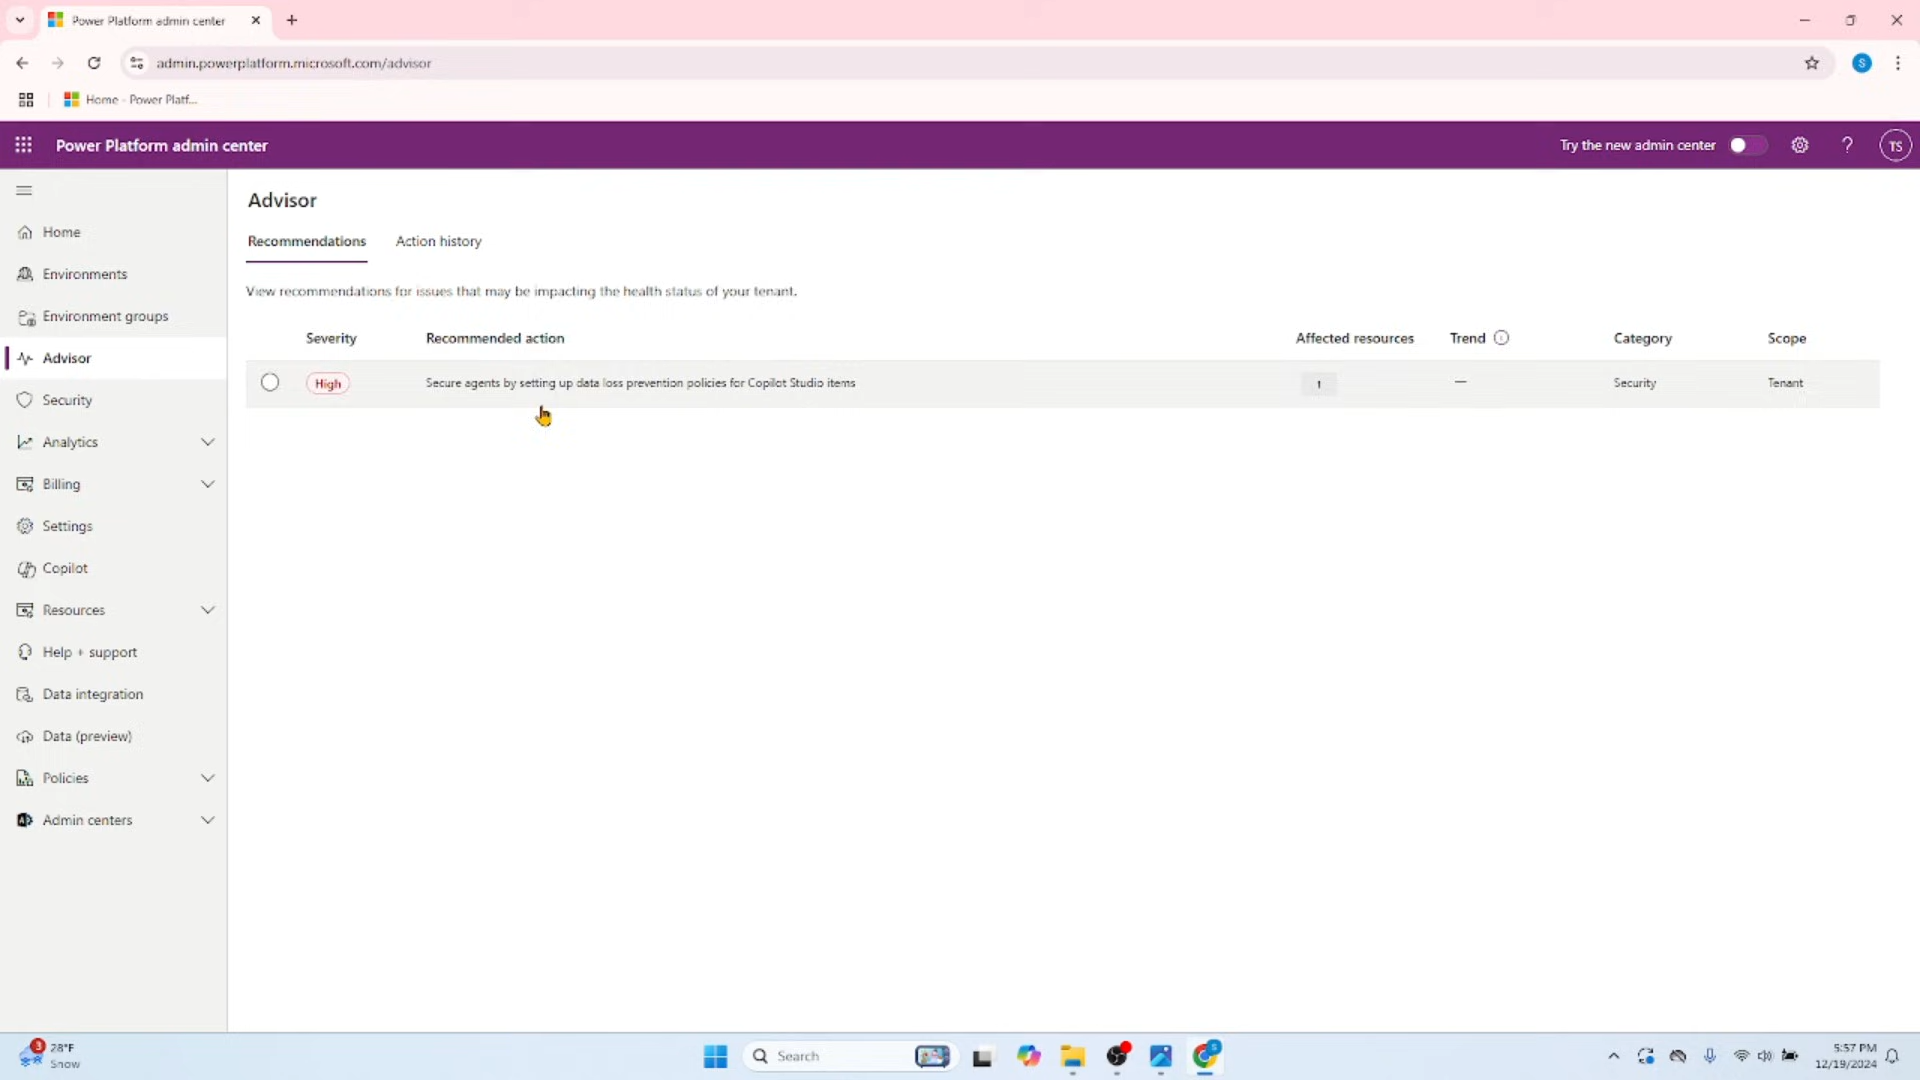 Power Platform admin center
admin.powerplatform.microsoft.com/advisor
S
Home - Power Platf...
Power Platform admin center
Try the new admin center
?
TS
Home
Environments
Environment groups
Advisor
Security
Analytics
Billing
Settings
Copilot
Resources
Help + support
Data integration
Data (preview)
Policies
Admin centers
Advisor
Recommendations Action history
View recommendations for issues that may be impacting the health status of your tenant.
Severity Recommended action Affected resources Trend Category Scope
High Secure agents by setting up data loss prevention policies for Copilot Studio items 1 — Security Tenant
3
28°F
Snow
Search
S
5:57 PM
12/19/2024